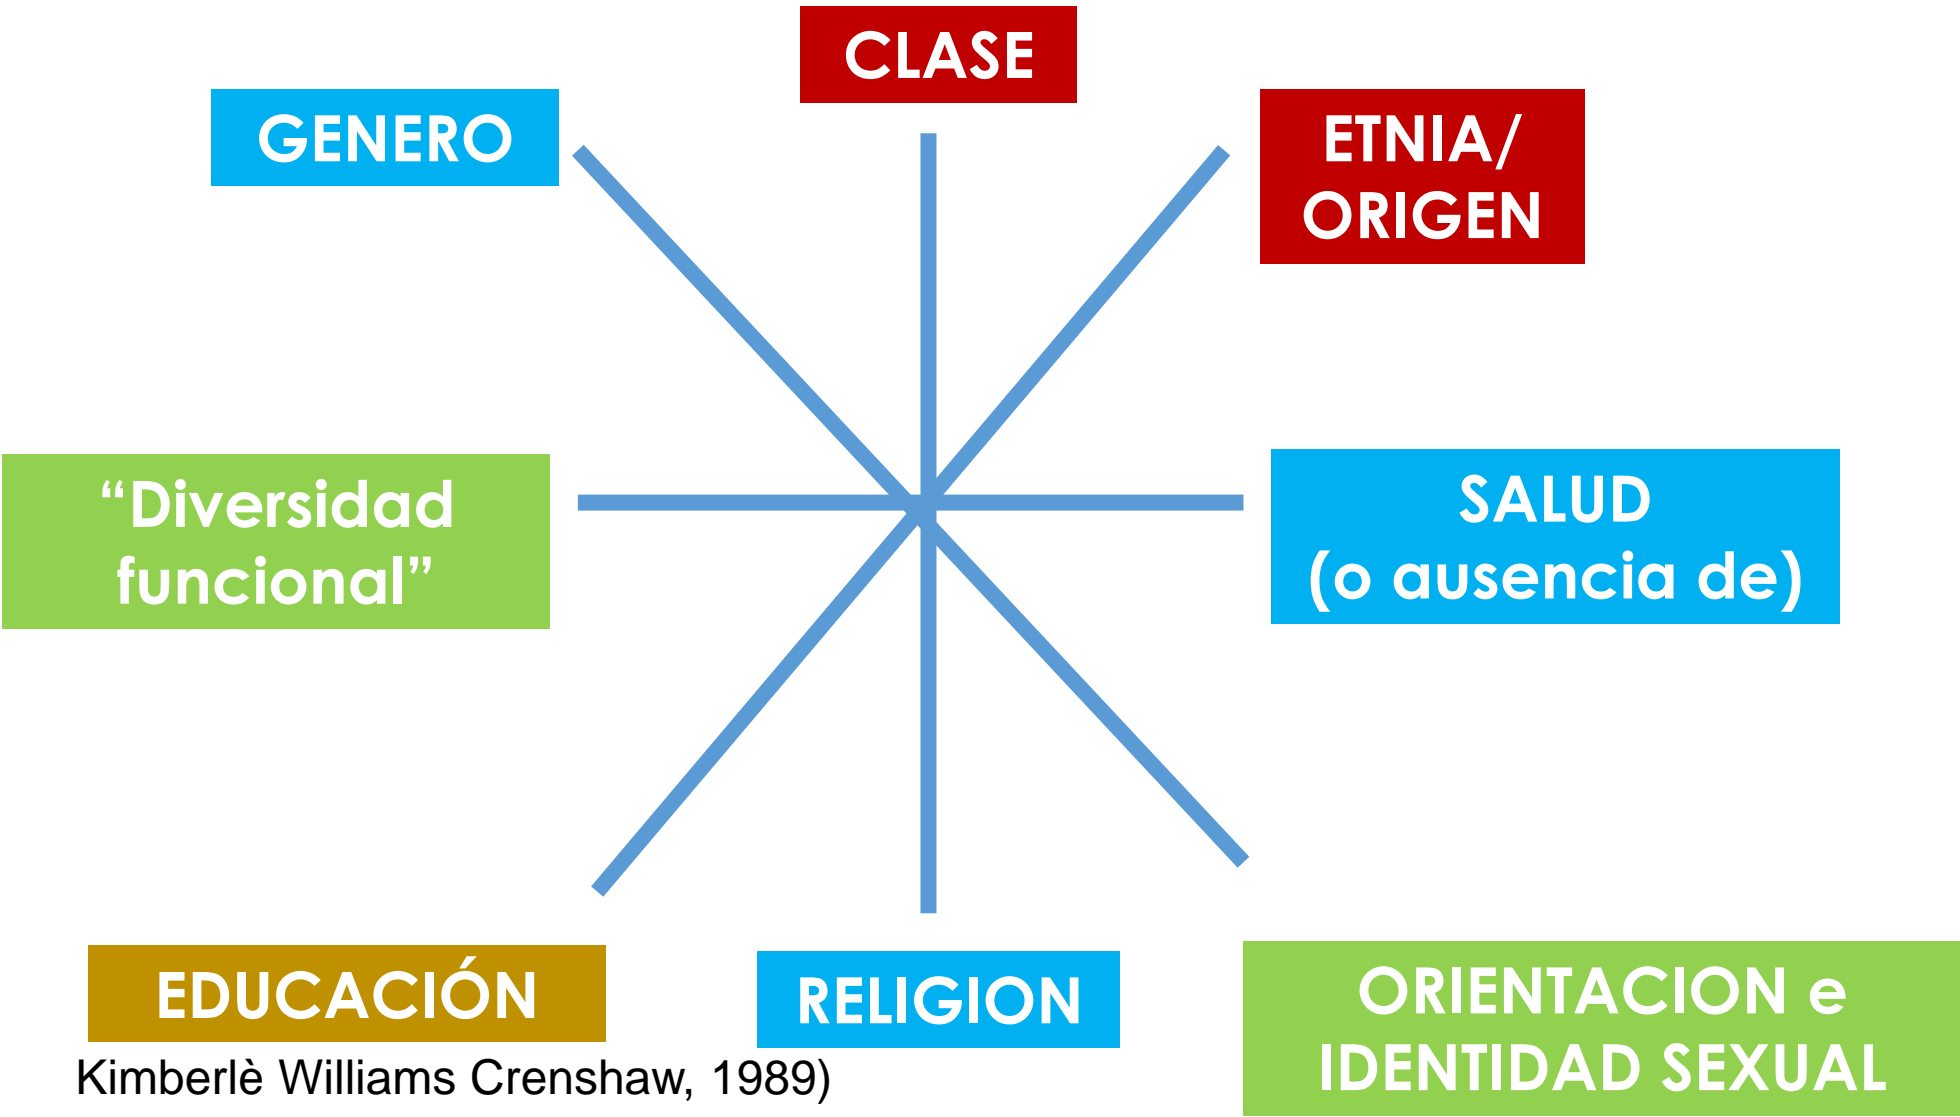 CLASE
GENERO
ETNIA/
ORIGEN
“Diversidad
funcional”
SALUD
(o ausencia de)
EDUCACIÓN
RELIGION
ORIENTACION e
IDENTIDAD SEXUAL
Kimberlè Williams Crenshaw, 1989)